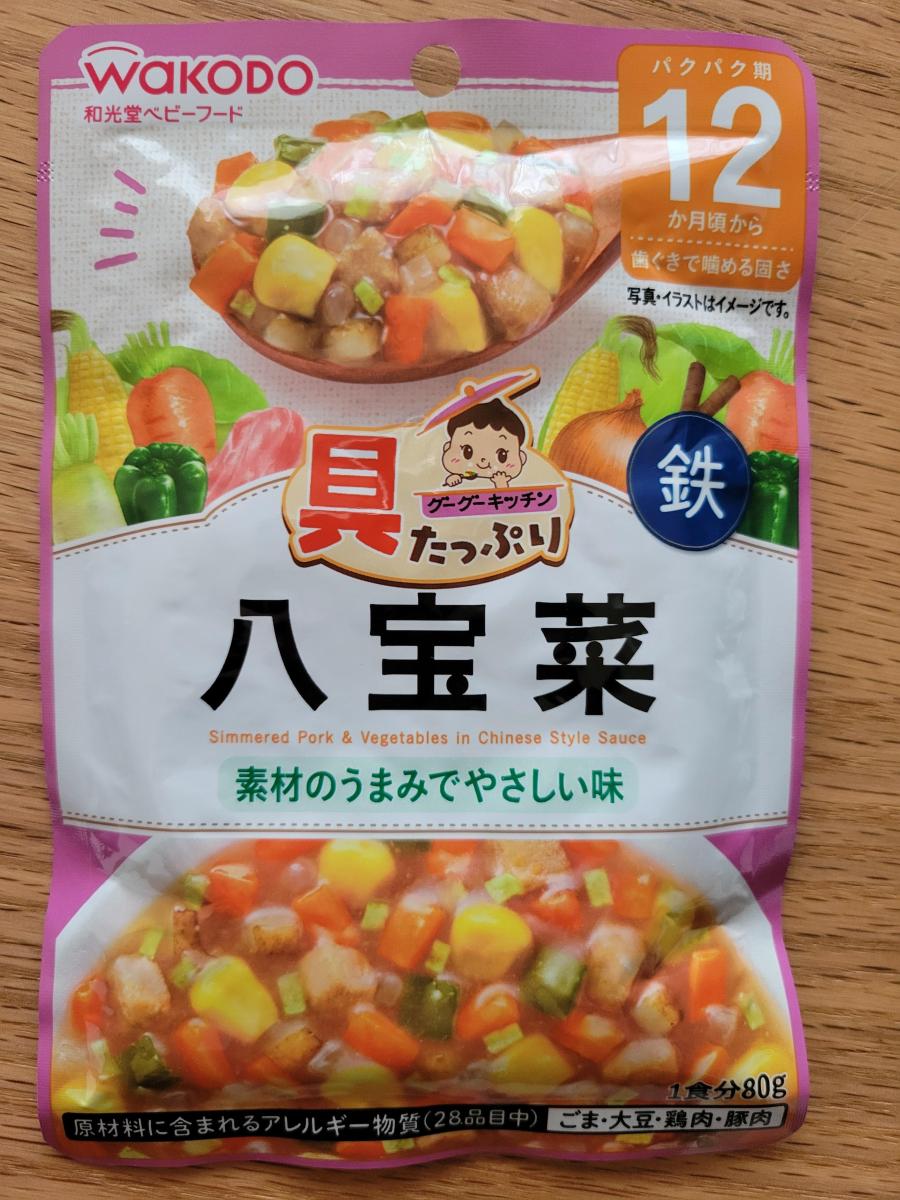 WAKODO
和光堂ベビーフード
パクパク期
12
か月頃から
歯ぐきで噛める固さ
写真・イラストはイメージです。
具
グーグーキッチン
たっぷり
鉄
八宝菜
Simmered Pork & Vegetables in Chinese Style Sauce
素材のうまみでやさしい味
1食分80g
原材料に含まれるアレルギー物質(28品目中) ごま・大豆・鶏肉・豚肉